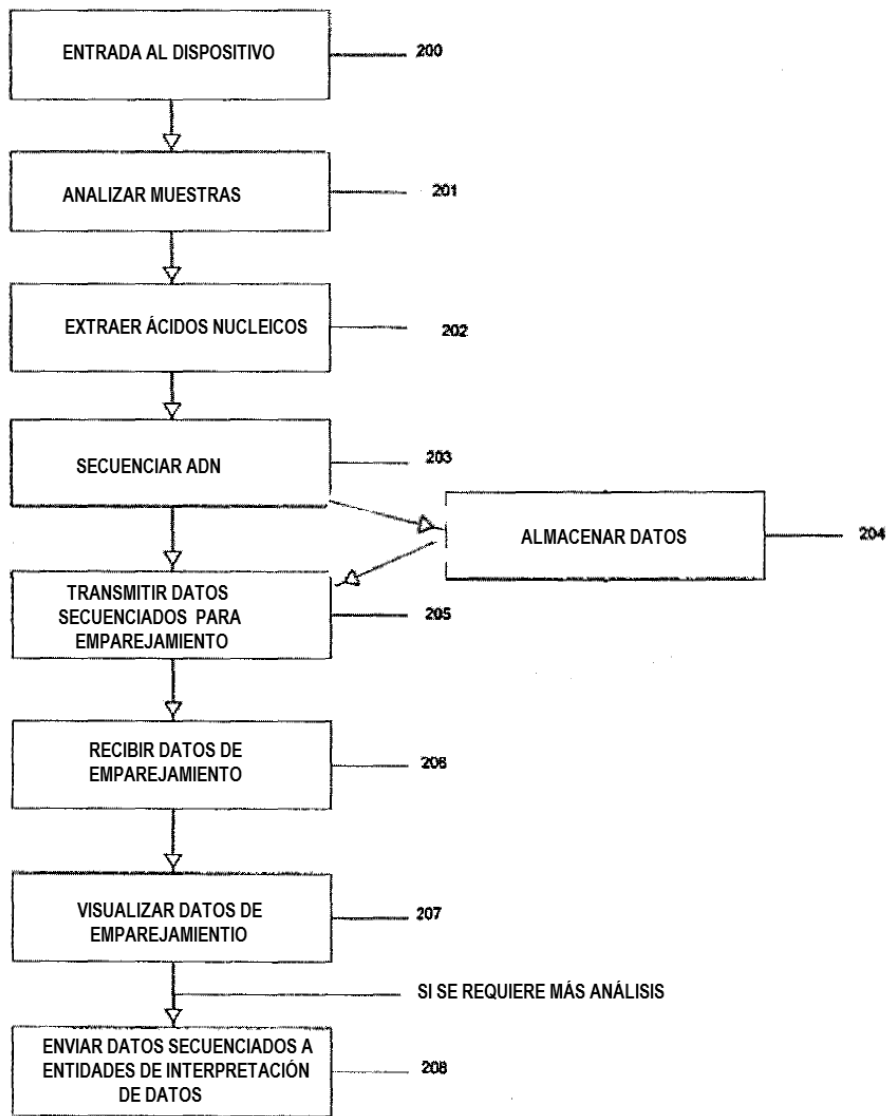 ENTRADA AL DISPOSITIVO
200
ANALIZAR MUESTRAS
201
EXTRAER ÁCIDOS NUCLEICOS
202
SECUENCIAR ADN
203
ALMACENAR DATOS
204
TRANSMITIR DATOS
SECUENCIADOS PARA
EMPAREJAMIENTO
205
RECIBIR DATOS DE
EMPAREJAMIENTO
206
VISUALIZAR DATOS DE
EMPAREJAMIENTIO
207
SI SE REQUIERE MÁS ANÁLISIS
ENVIAR DATOS SECUENCIADOS A
ENTIDADES DE INTERPRETACIÓN
DE DATOS
208